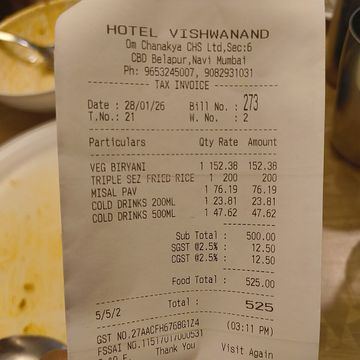 HOTEL VISHWANAND
Om Chanakya CHS Ltd,Sec:6
CBD Belapur,Navi Mumbai
Ph: 9653245007, 9082931031
TAX INVOICE
Date : 28/01/26 Bill No. : 273
T.No.: 21 W. No. : 2
Particulars Qty Rate Amount
VEG BIRYANI 1 152.38 152.38
TRIPLE SEZ FRIED RICE 1 200 200
MISAL PAV 1 76.19 76.19
COLD DRINKS 200ML 1 23.81 23.81
COLD DRINKS 500ML 1 47.62 47.62
Sub Total : 500.00
SGST @2.5% : 12.50
CGST @2.5% : 12.50
Food Total : 525.00
5/5/2 Total : 525
GST NO.27AACFH6768G1Z4 (03:11 PM)
FSSAI NO.11517017000531
Thank You Visit Again